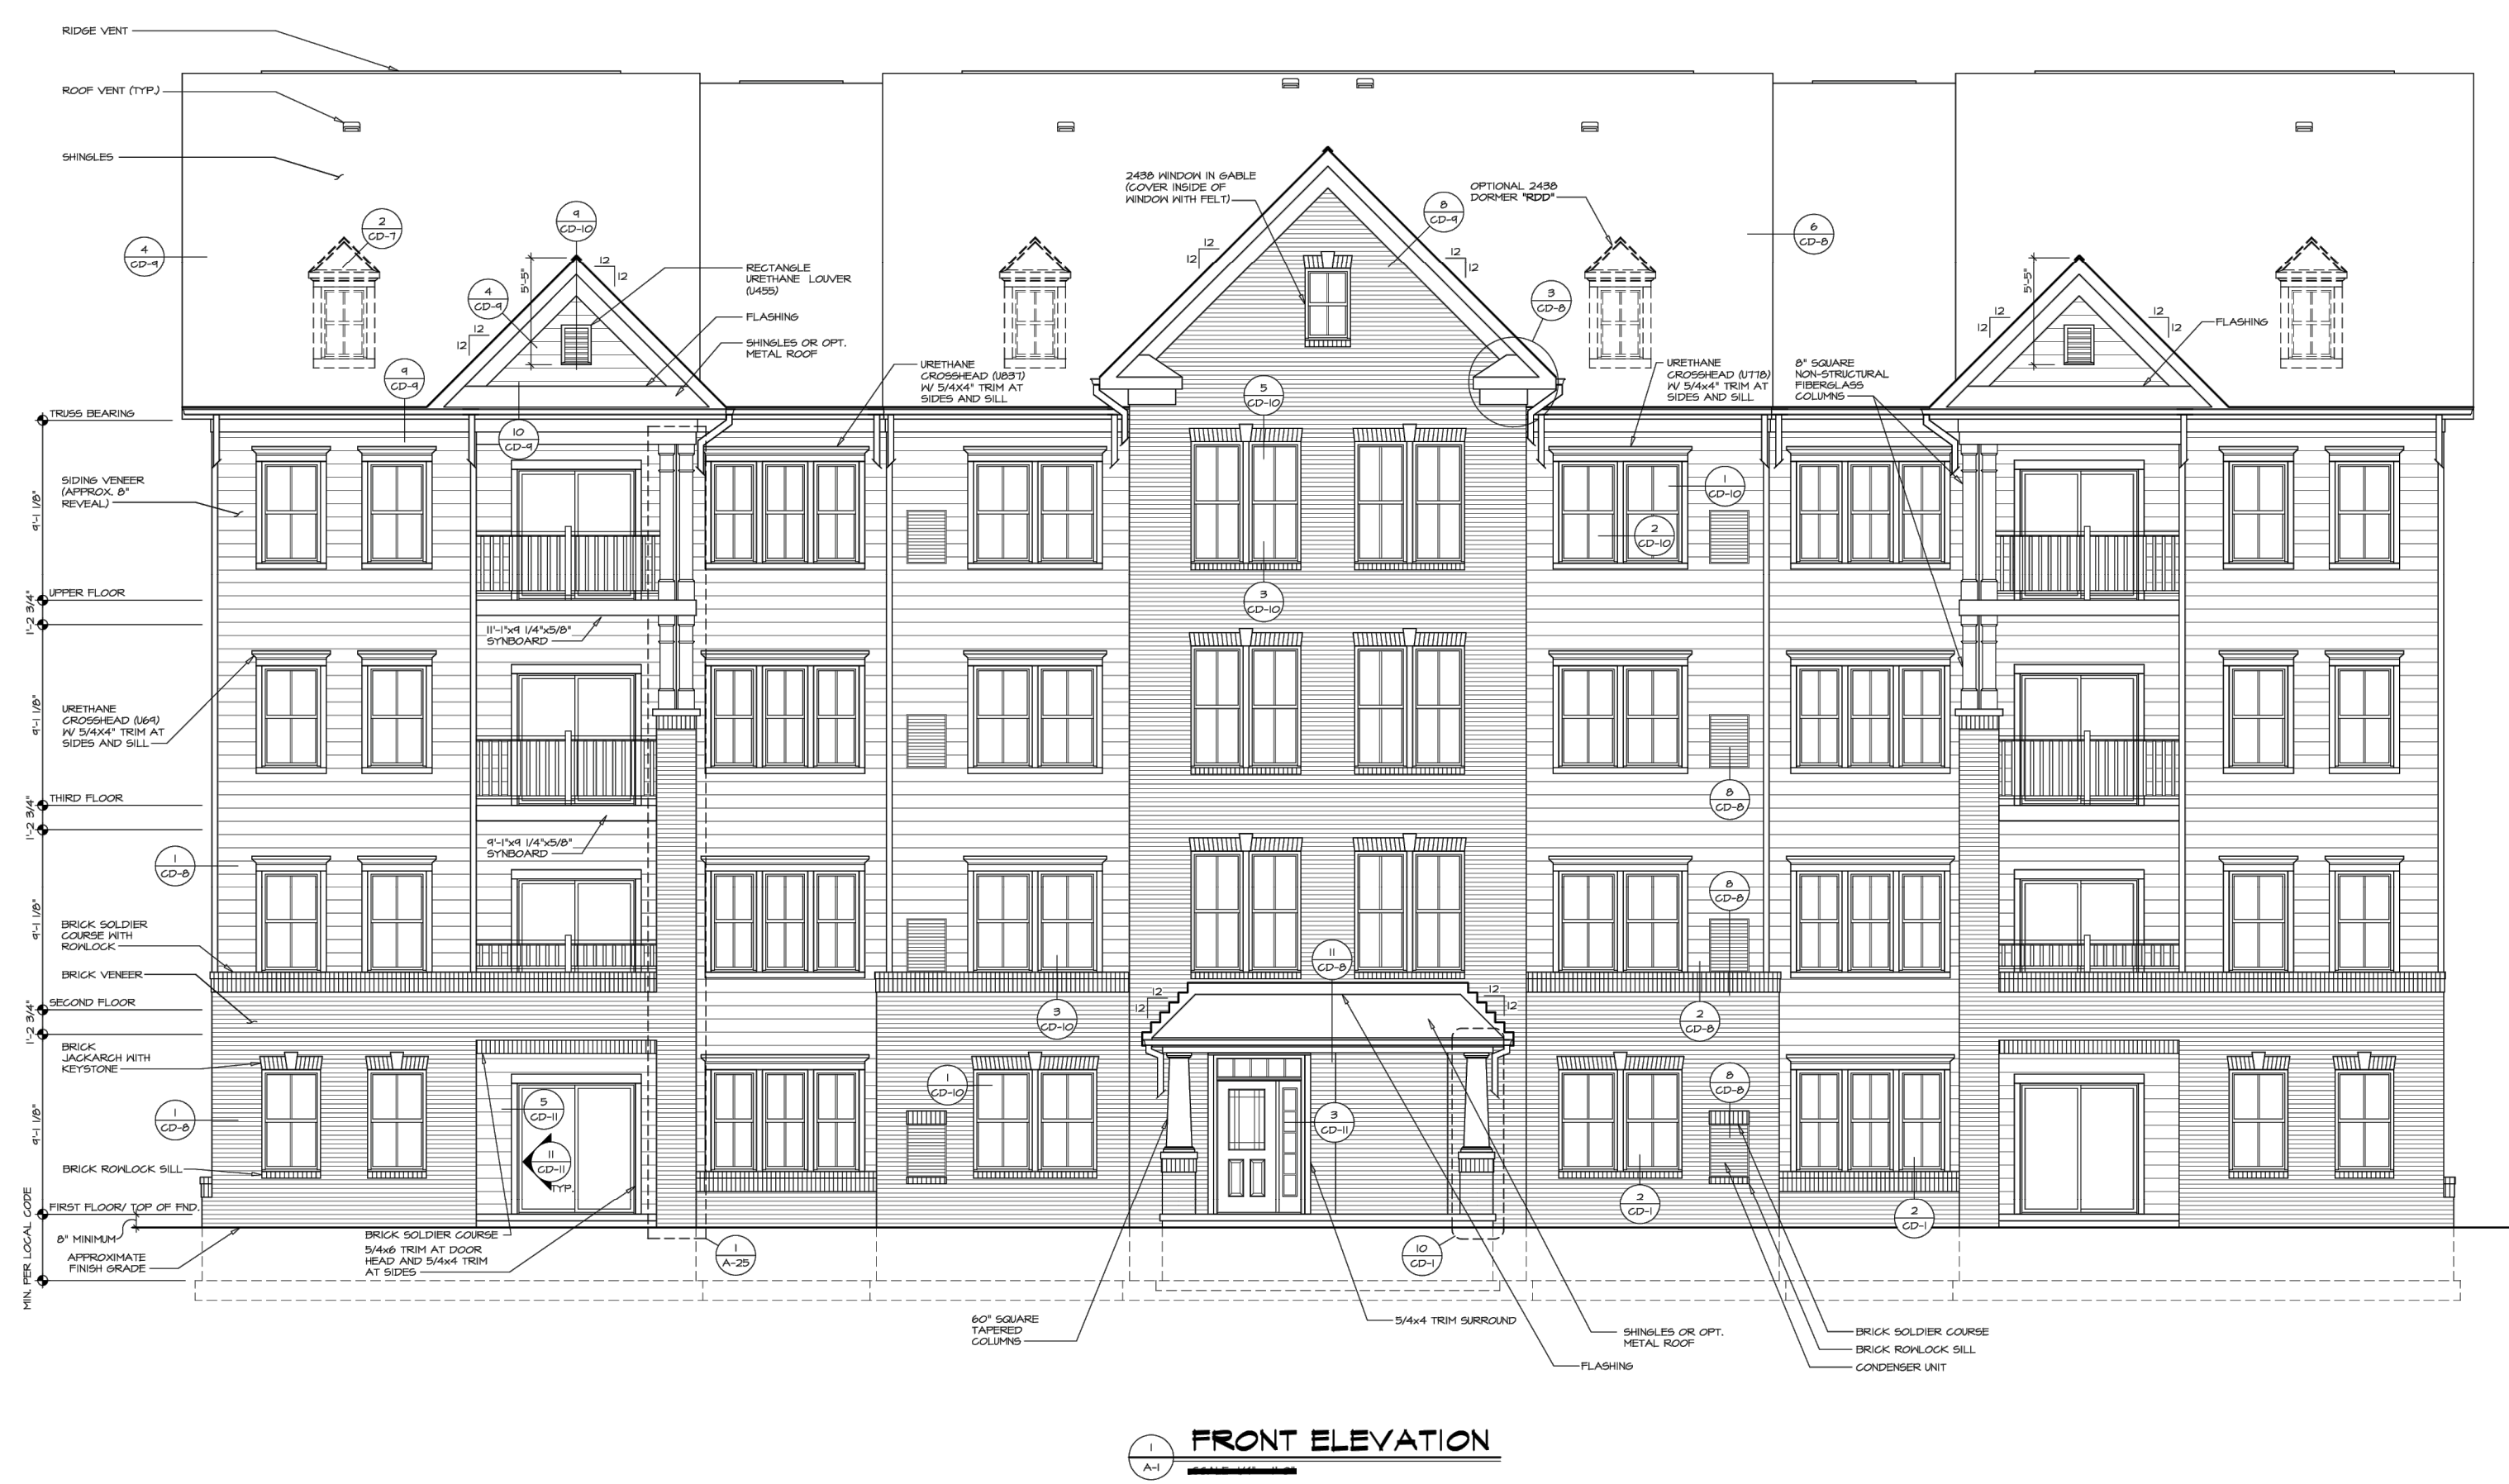 RIDGE VENT
ROOF VENT (TYP.)
SHINGLES
2
CD-7
4
CD-9
9
CD-10
5'-5"
12
12
4
CD-9
12
12
9
CD-9
RECTANGLE
URETHANE LOUVER
(U455)
FLASHING
SHINGLES OR OPT.
METAL ROOF
URETHANE
CROSSHEAD (U837)
W/ 5/4X4" TRIM AT
SIDES AND SILL
2438 WINDOW IN GABLE
(COVER INSIDE OF
WINDOW WITH FELT)
12
12
8
CD-9
12
12
OPTIONAL 2438
DORMER "RDD"
6
CD-8
3
CD-8
URETHANE
CROSSHEAD (U778)
W/ 5/4x4" TRIM AT
SIDES AND SILL
8" SQUARE
NON-STRUCTURAL
FIBERGLASS
COLUMNS
12
12
5'-5"
12
12
FLASHING
5
CD-10
10
CD-9
TRUSS BEARING
SIDING VENEER
(APPROX. 8"
REVEAL)
9'-1 1/8"
1
CD-10
2
CD-10
3
CD-10
UPPER FLOOR
1'-2 3/4"
11'-1"x9 1/4"x5/8"
SYNBOARD
URETHANE
CROSSHEAD (U69)
W/ 5/4X4" TRIM AT
SIDES AND SILL
9'-1 1/8"
8
CD-8
THIRD FLOOR
1'-2 3/4"
9'-1"x9 1/4"x5/8"
SYNBOARD
1
CD-8
8
CD-8
9'-1 1/8"
BRICK SOLDIER
COURSE WITH
ROWLOCK
BRICK VENEER
11
CD-8
SECOND FLOOR
1'-2 3/4"
3
CD-10
12
12
12
12
2
CD-8
BRICK
JACKARCH WITH
KEYSTONE
1
CD-8
9'-1 1/8"
5
CD-11
11
CD-11
TYP.
1
CD-10
3
CD-11
8
CD-8
BRICK ROWLOCK SILL
2
CD-1
2
CD-1
FIRST FLOOR/ TOP OF FND.
8" MINIMUM
APPROXIMATE
FINISH GRADE
MIN. PER LOCAL CODE
BRICK SOLDIER COURSE
5/4x6 TRIM AT DOOR
HEAD AND 5/4x4 TRIM
AT SIDES
1
A-25
10
CD-1
60" SQUARE
TAPERED
COLUMNS
5/4x4 TRIM SURROUND
SHINGLES OR OPT.
METAL ROOF
FLASHING
BRICK SOLDIER COURSE
BRICK ROWLOCK SILL
CONDENSER UNIT
1
A-1
FRONT ELEVATION